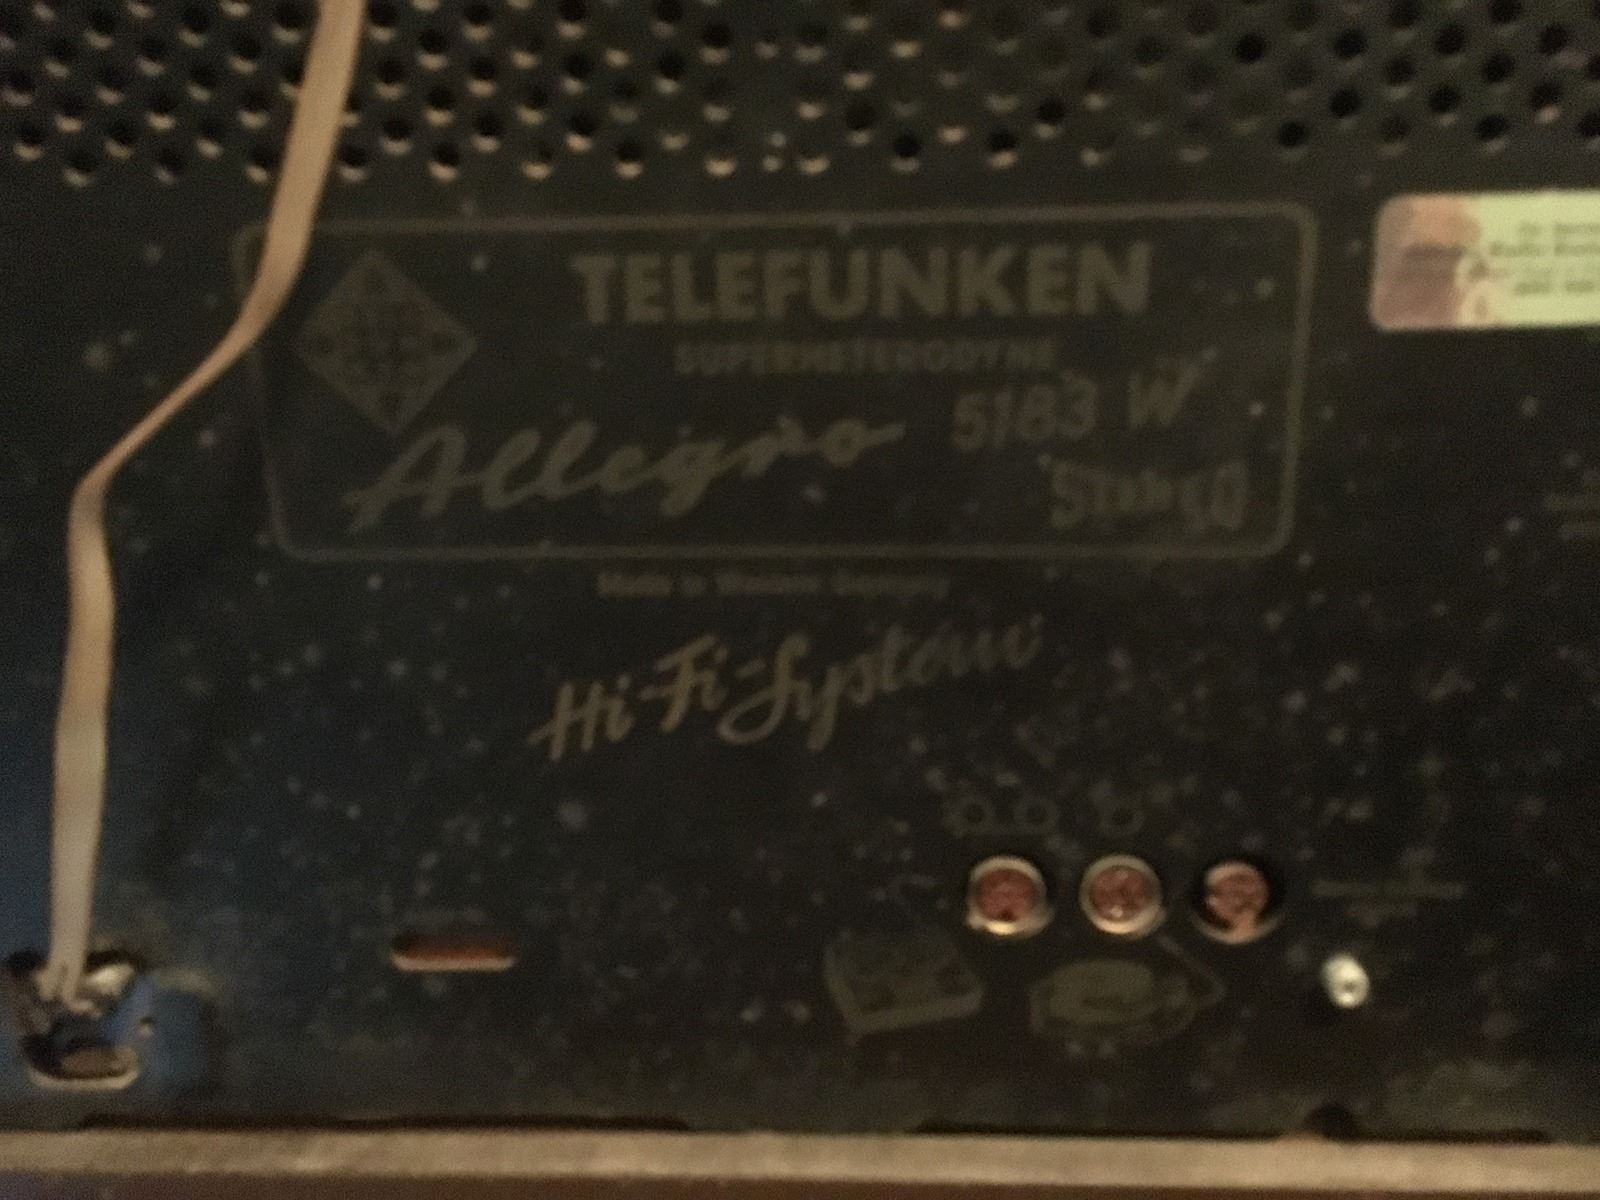 TELEFUNKEN
SUPERHETERODYNE
Allegro 5183 W
Stereo
Made in Western Germany
Hi-Fi-System